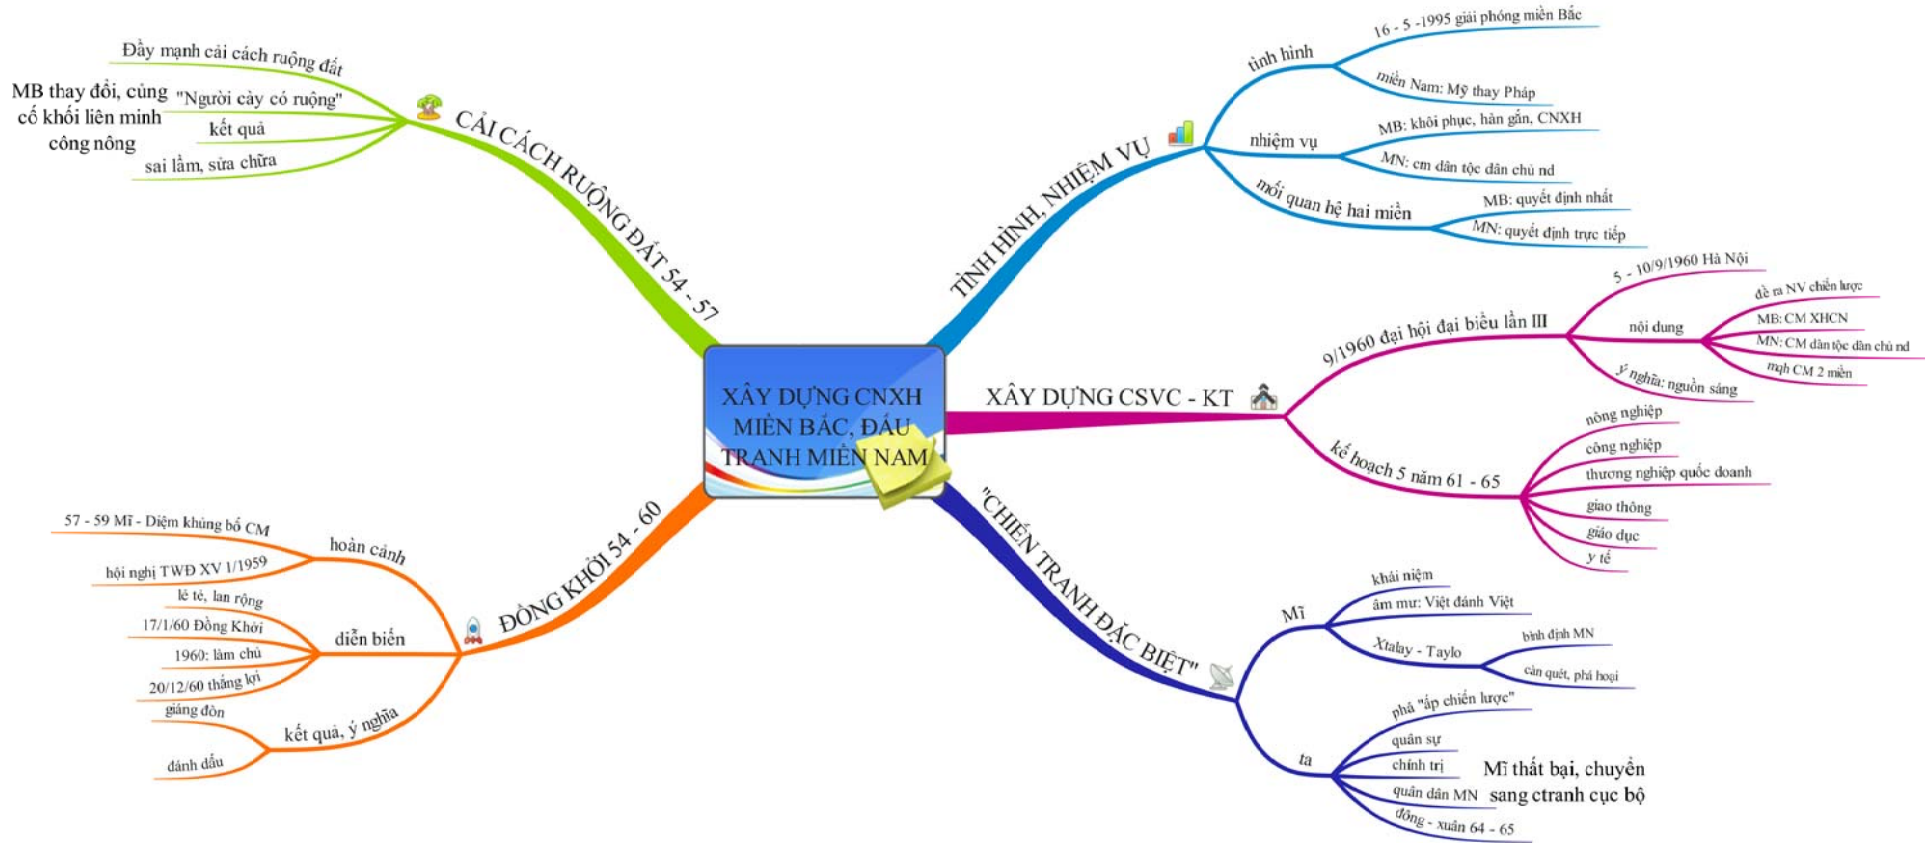 XÂY DỰNG CNXH
MIỀN BẮC, ĐẤU
TRANH MIỀN NAM
TÌNH HÌNH, NHIỆM VỤ
tình hình
16 - 5 -1995 giải phóng miền Bắc
miền Nam: Mỹ thay Pháp
nhiệm vụ
MB: khôi phục, hàn gắn, CNXH
MN: cm dân tộc dân chủ nd
mối quan hệ hai miền
MB: quyết định nhất
MN: quyết định trực tiếp
XÂY DỰNG CSVC - KT
9/1960 đại hội đại biểu lần III
5 - 10/9/1960 Hà Nội
nội dung
đề ra NV chiến lược
MB: CM XHCN
MN: CM dân tộc dân chủ nd
mqh CM 2 miền
ý nghĩa: nguồn sáng
kế hoạch 5 năm 61 - 65
nông nghiệp
công nghiệp
thương nghiệp quốc doanh
giao thông
giáo dục
y tế
"CHIẾN TRANH ĐẶC BIỆT"
Mĩ
khái niệm
âm mư: Việt đánh Việt
Xtalay - Taylo
bình định MN
càn quét, phá hoại
ta
phá "ấp chiến lược"
quân sự
chính trị
quân dân MN
đông - xuân 64 - 65
Mĩ thất bại, chuyển
sang ctranh cục bộ
CẢI CÁCH RUỘNG ĐẤT 54 - 57
Đẩy mạnh cải cách ruộng đất
"Người cày có ruộng"
kết quả
sai lầm, sửa chữa
MB thay đổi, củng
cố khối liên minh
công nông
ĐỒNG KHỞI 54 - 60
hoàn cảnh
57 - 59 Mĩ - Diệm khủng bố CM
hội nghị TWĐ XV 1/1959
diễn biến
lẻ tẻ, lan rộng
17/1/60 Đồng Khởi
1960: làm chủ
20/12/60 thắng lợi
kết quả, ý nghĩa
giáng đòn
đánh dấu